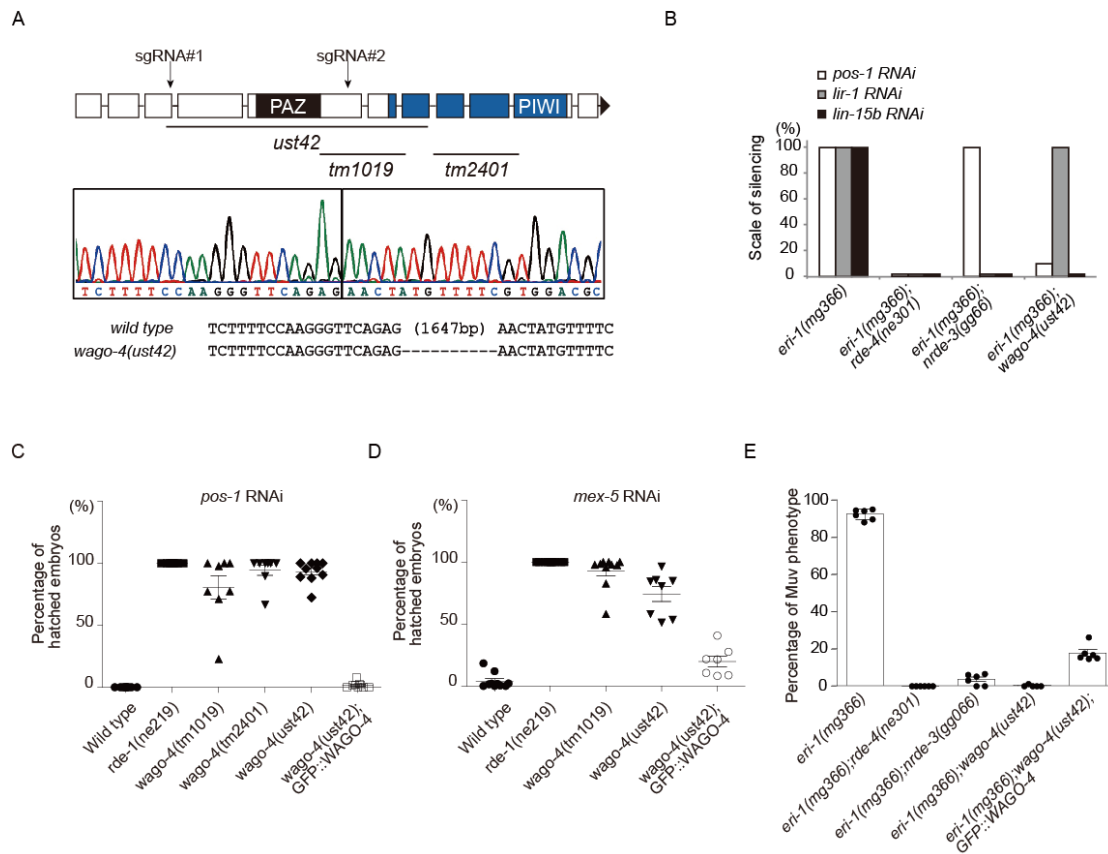 A
sgRNA#1
sgRNA#2
PAZ
PIWI
ust42
tm1019
tm2401
T C T T T T C C A A G G G T T C A G A G A A C T A T G T T T T C G T G G A C G C
wild type TCTTTTCCAAGGGTTCAGAG (1647bp) AACTATGTTTTC
wago-4(ust42) TCTTTTCCAAGGGTTCAGAG----------AACTATGTTTTC
B
pos-1 RNAi
lir-1 RNAi
lin-15b RNAi
(%)
Scale of silencing
100
80
60
40
20
0
eri-1(mg366)
eri-1(mg366);
rde-4(ne301)
eri-1(mg366);
nrde-3(gg66)
eri-1(mg366);
wago-4(ust42)
C
pos-1 RNAi
(%)
Percentage of
hatched embryos
100
50
0
Wild type
rde-1(ne219)
wago-4(tm1019)
wago-4(tm2401)
wago-4(ust42)
wago-4(ust42);
GFP::WAGO-4
D
mex-5 RNAi
(%)
Percentage of
hatched embryos
100
50
0
Wild type
rde-1(ne219)
wago-4(tm1019)
wago-4(ust42)
wago-4(ust42);
GFP::WAGO-4
E
Percentage of Muv phenotype
100
80
60
40
20
0
eri-1(mg366)
eri-1(mg366);rde-4(ne301)
eri-1(mg366);nrde-3(gg066)
eri-1(mg366);wago-4(ust42)
eri-1(mg366);wago-4(ust42);
GFP::WAGO-4